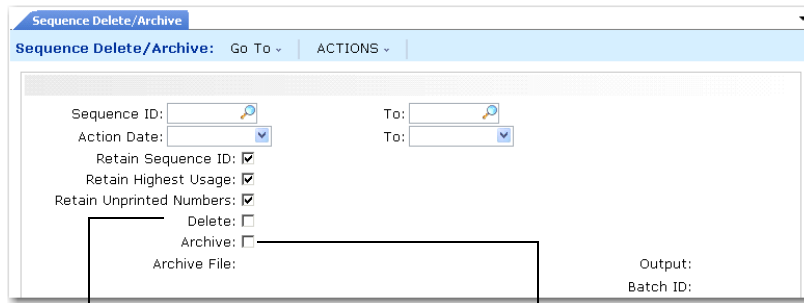 Sequence Delete/Archive
Sequence Delete/Archive: Go To ACTIONS
Sequence ID: To:
Action Date: To:
Retain Sequence ID:
Retain Highest Usage:
Retain Unprinted Numbers:
Delete:
Archive:
Archive File: Output:
Batch ID: